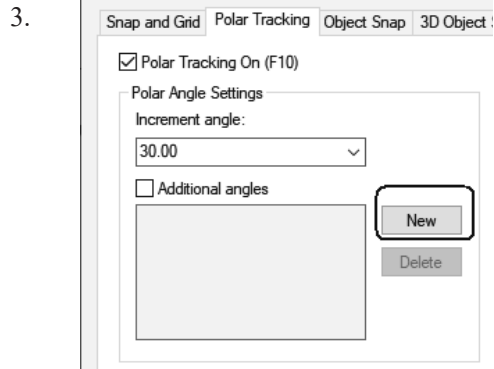 3.
Snap and Grid Polar Tracking Object Snap 3D Object
Polar Tracking On (F10)
Polar Angle Settings
Increment angle:
30.00
Additional angles
New
Delete